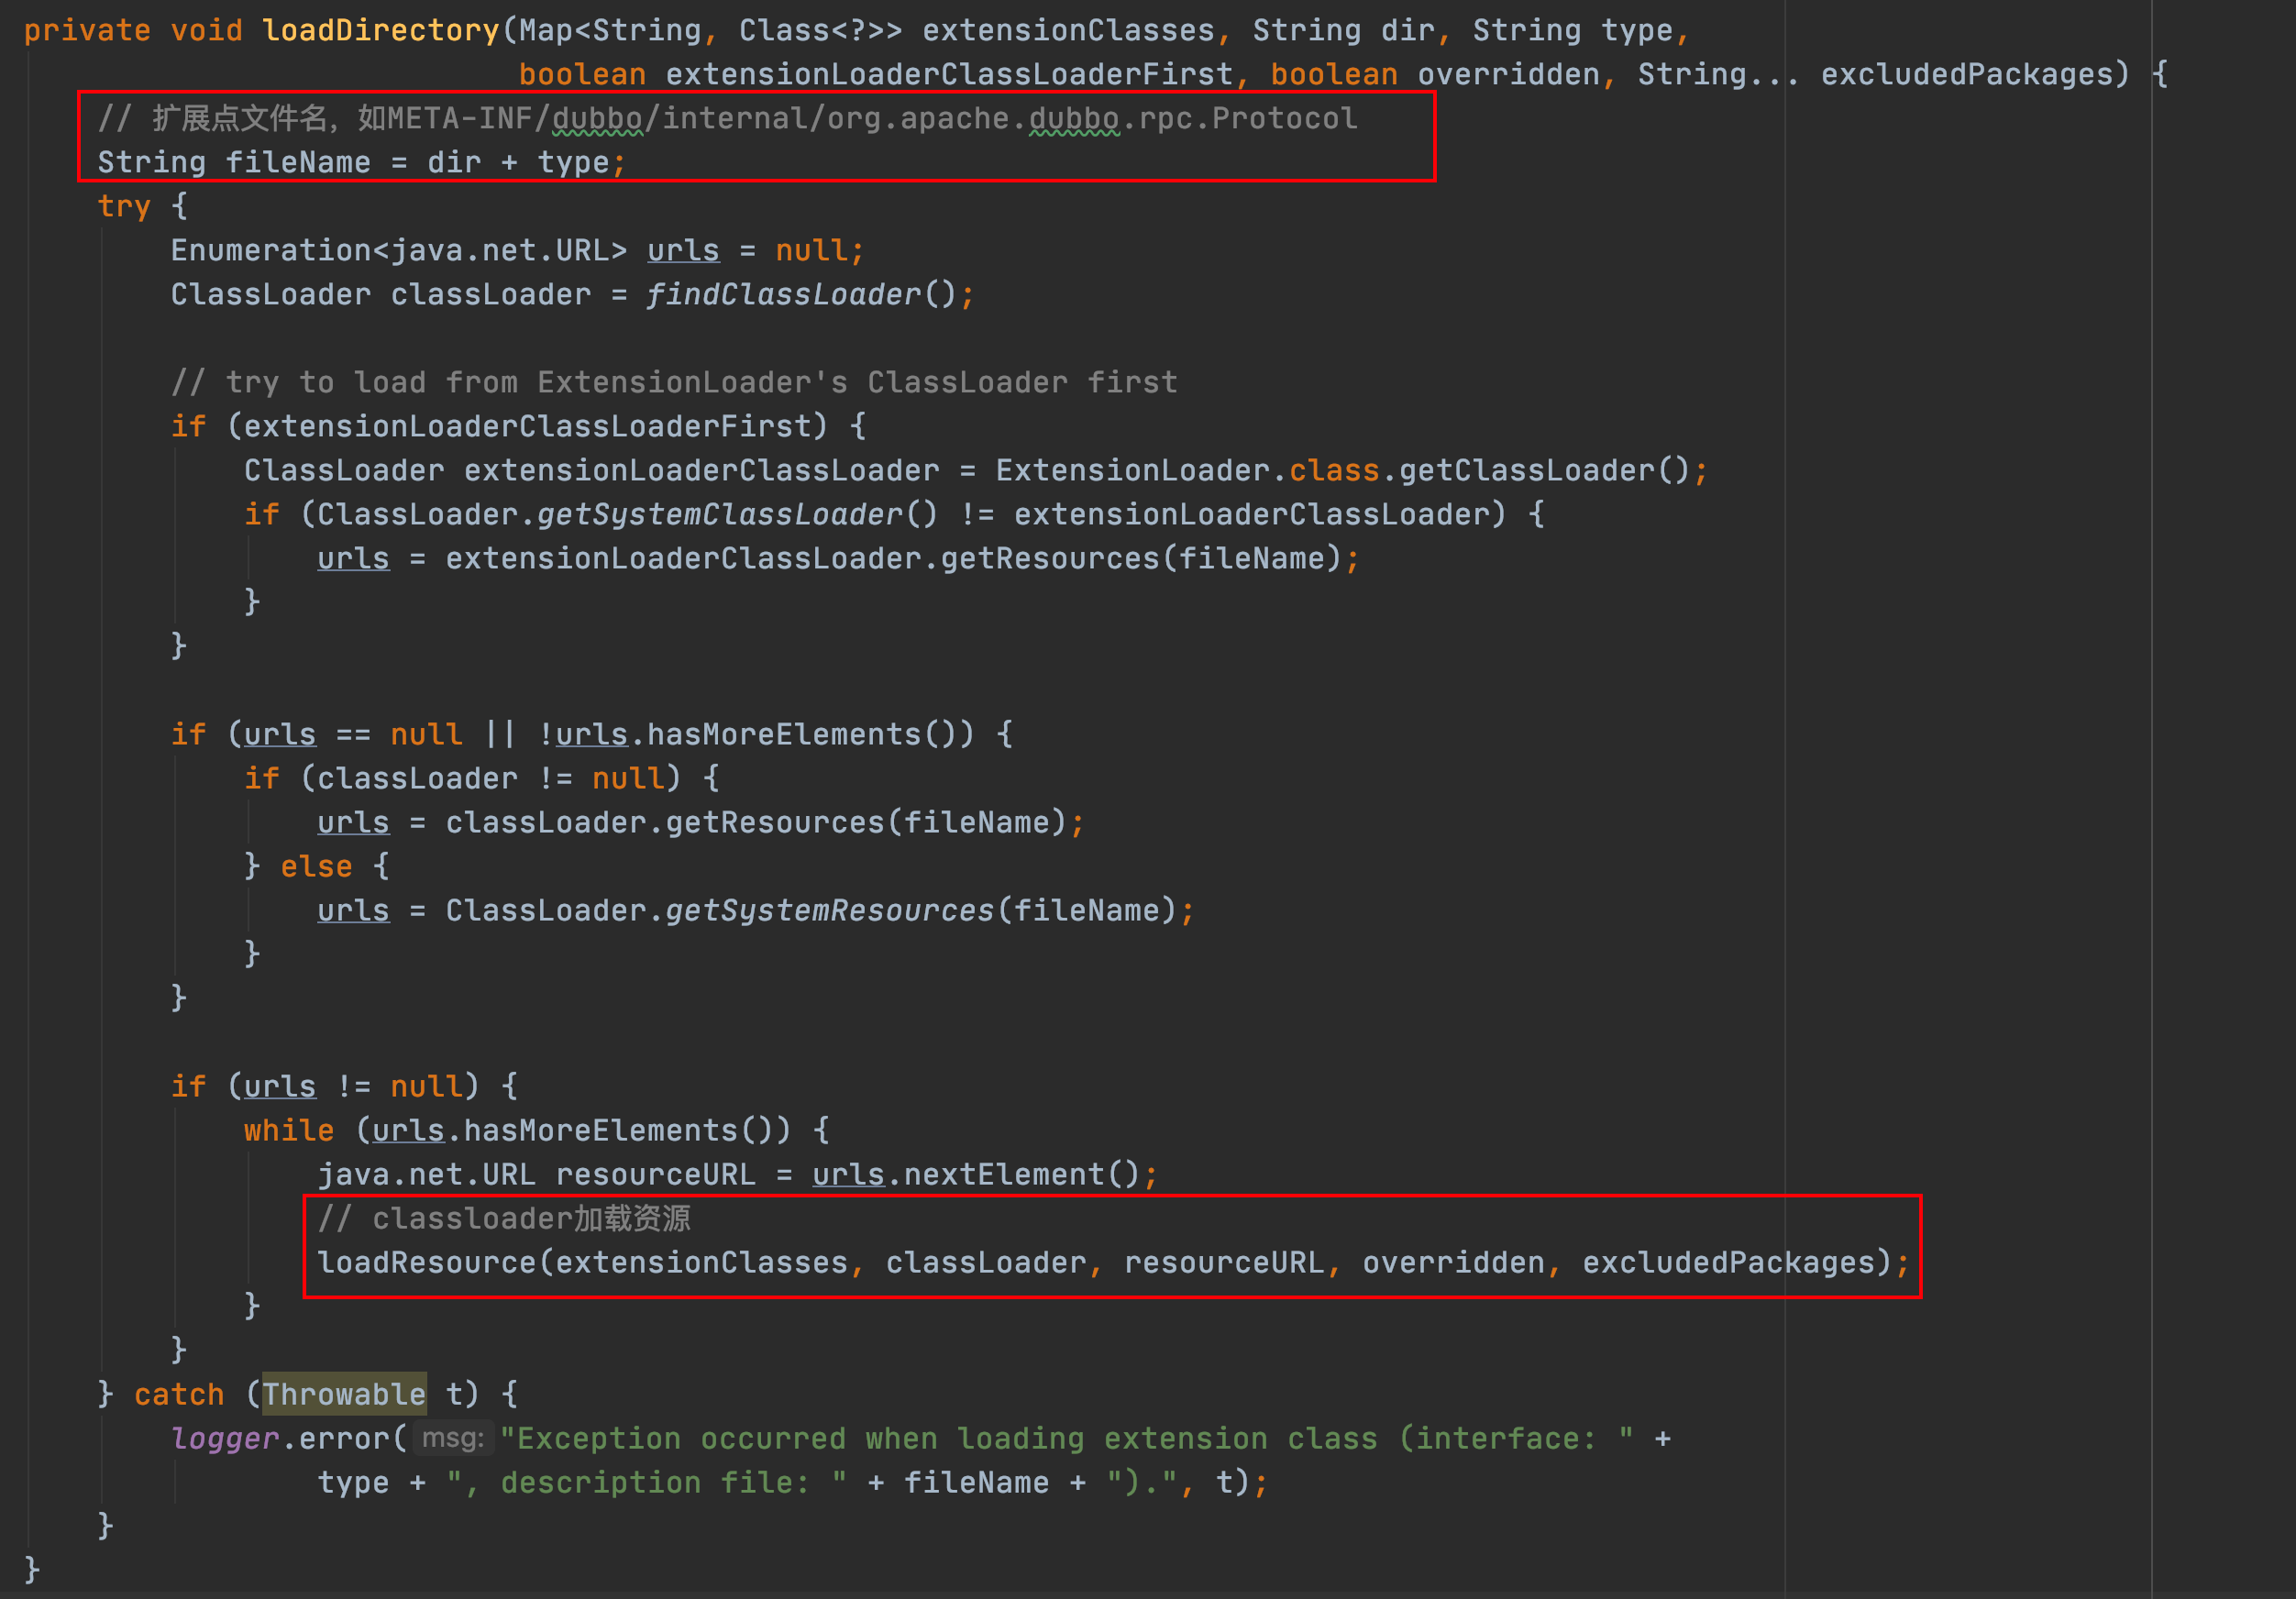 private void loadDirectory(Map<String, Class<?>> extensionClasses, String dir, String type,
boolean extensionLoaderClassLoaderFirst, boolean overridden, String... excludedPackages) {
// 扩展点文件名，如META-INF/dubbo/internal/org.apache.dubbo.rpc.Protocol
String fileName = dir + type;
try {
Enumeration<java.net.URL> urls = null;
ClassLoader classLoader = findClassLoader();
// try to load from ExtensionLoader's ClassLoader first
if (extensionLoaderClassLoaderFirst) {
ClassLoader extensionLoaderClassLoader = ExtensionLoader.class.getClassLoader();
if (ClassLoader.getSystemClassLoader() != extensionLoaderClassLoader) {
urls = extensionLoaderClassLoader.getResources(fileName);
}
}
if (urls == null || !urls.hasMoreElements()) {
if (classLoader != null) {
urls = classLoader.getResources(fileName);
} else {
urls = ClassLoader.getSystemResources(fileName);
}
}
if (urls != null) {
while (urls.hasMoreElements()) {
java.net.URL resourceURL = urls.nextElement();
// classloader加载资源
loadResource(extensionClasses, classLoader, resourceURL, overridden, excludedPackages);
}
}
} catch (Throwable t) {
logger.error( msg: "Exception occurred when loading extension class (interface: " +
type + ", description file: " + fileName + ").", t);
}
}